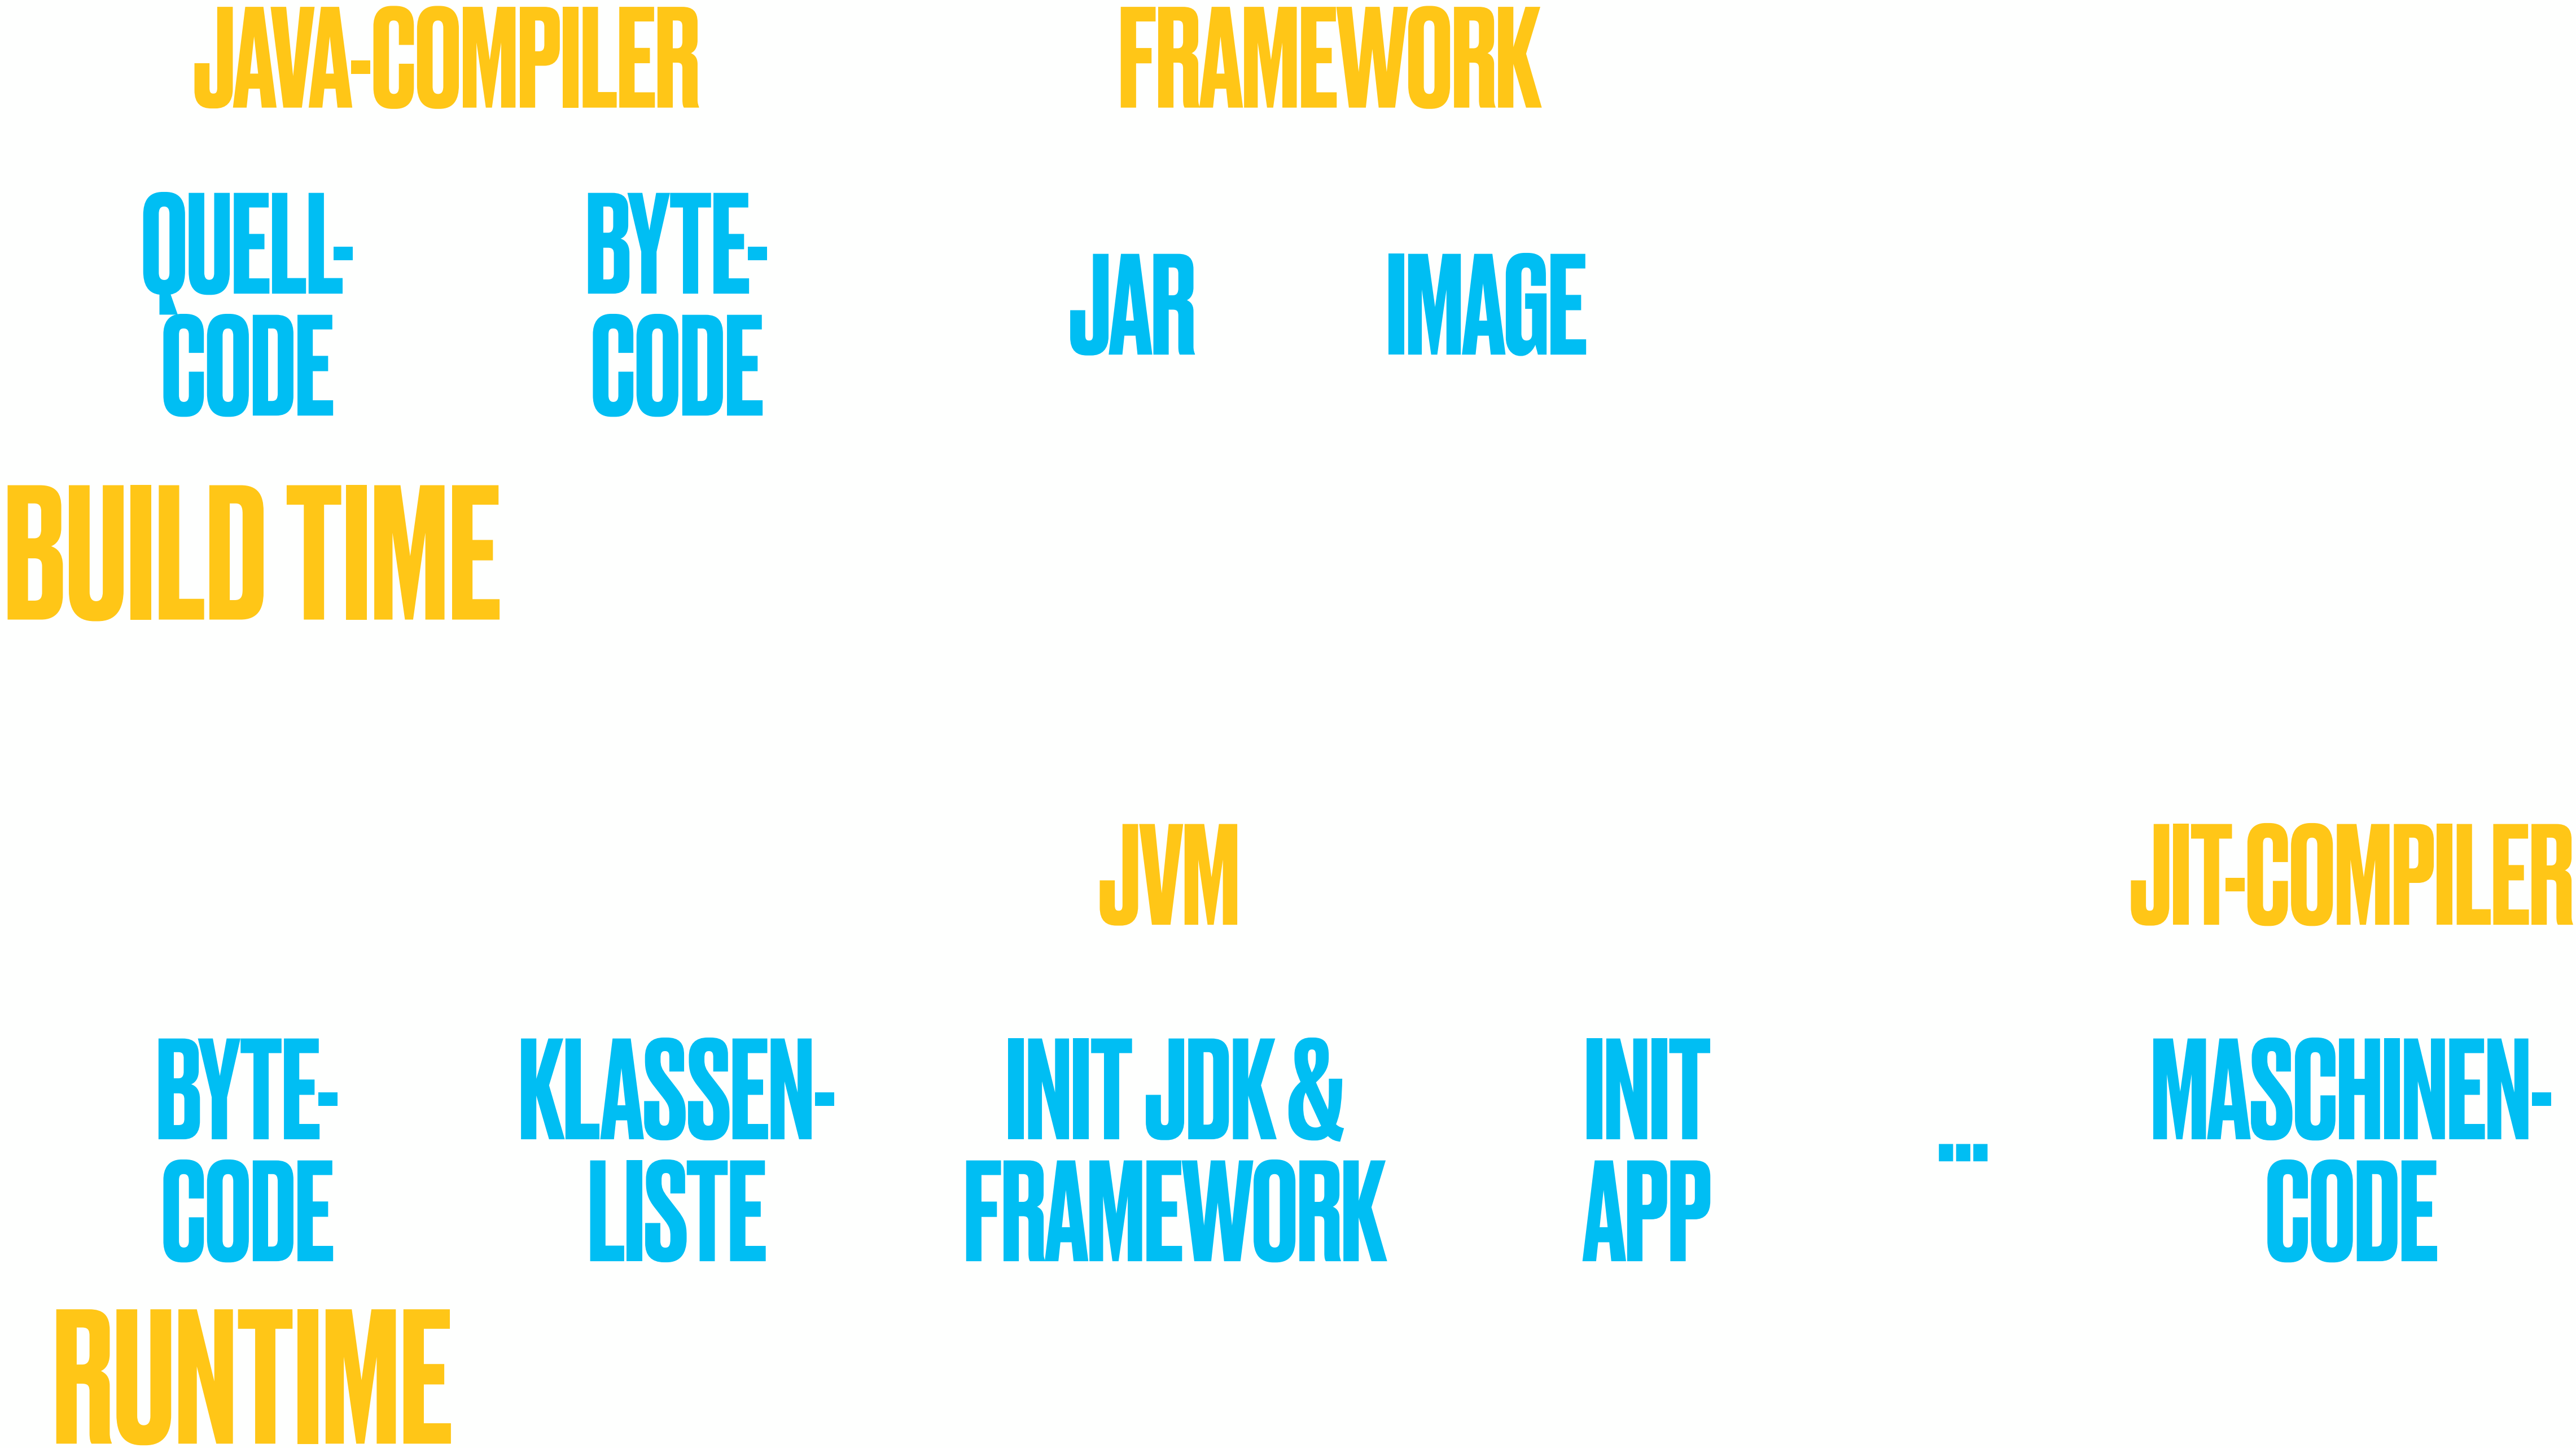 JAVA-COMPILER
FRAMEWORK
QUELL-
CODE
BYTE-
CODE
JAR
IMAGE
BUILD TIME
JVM
JIT-COMPILER
BYTE-
CODE
KLASSEN-
LISTE
INIT JDK &
FRAMEWORK
INIT
APP
...
MASCHINEN-
CODE
RUNTIME